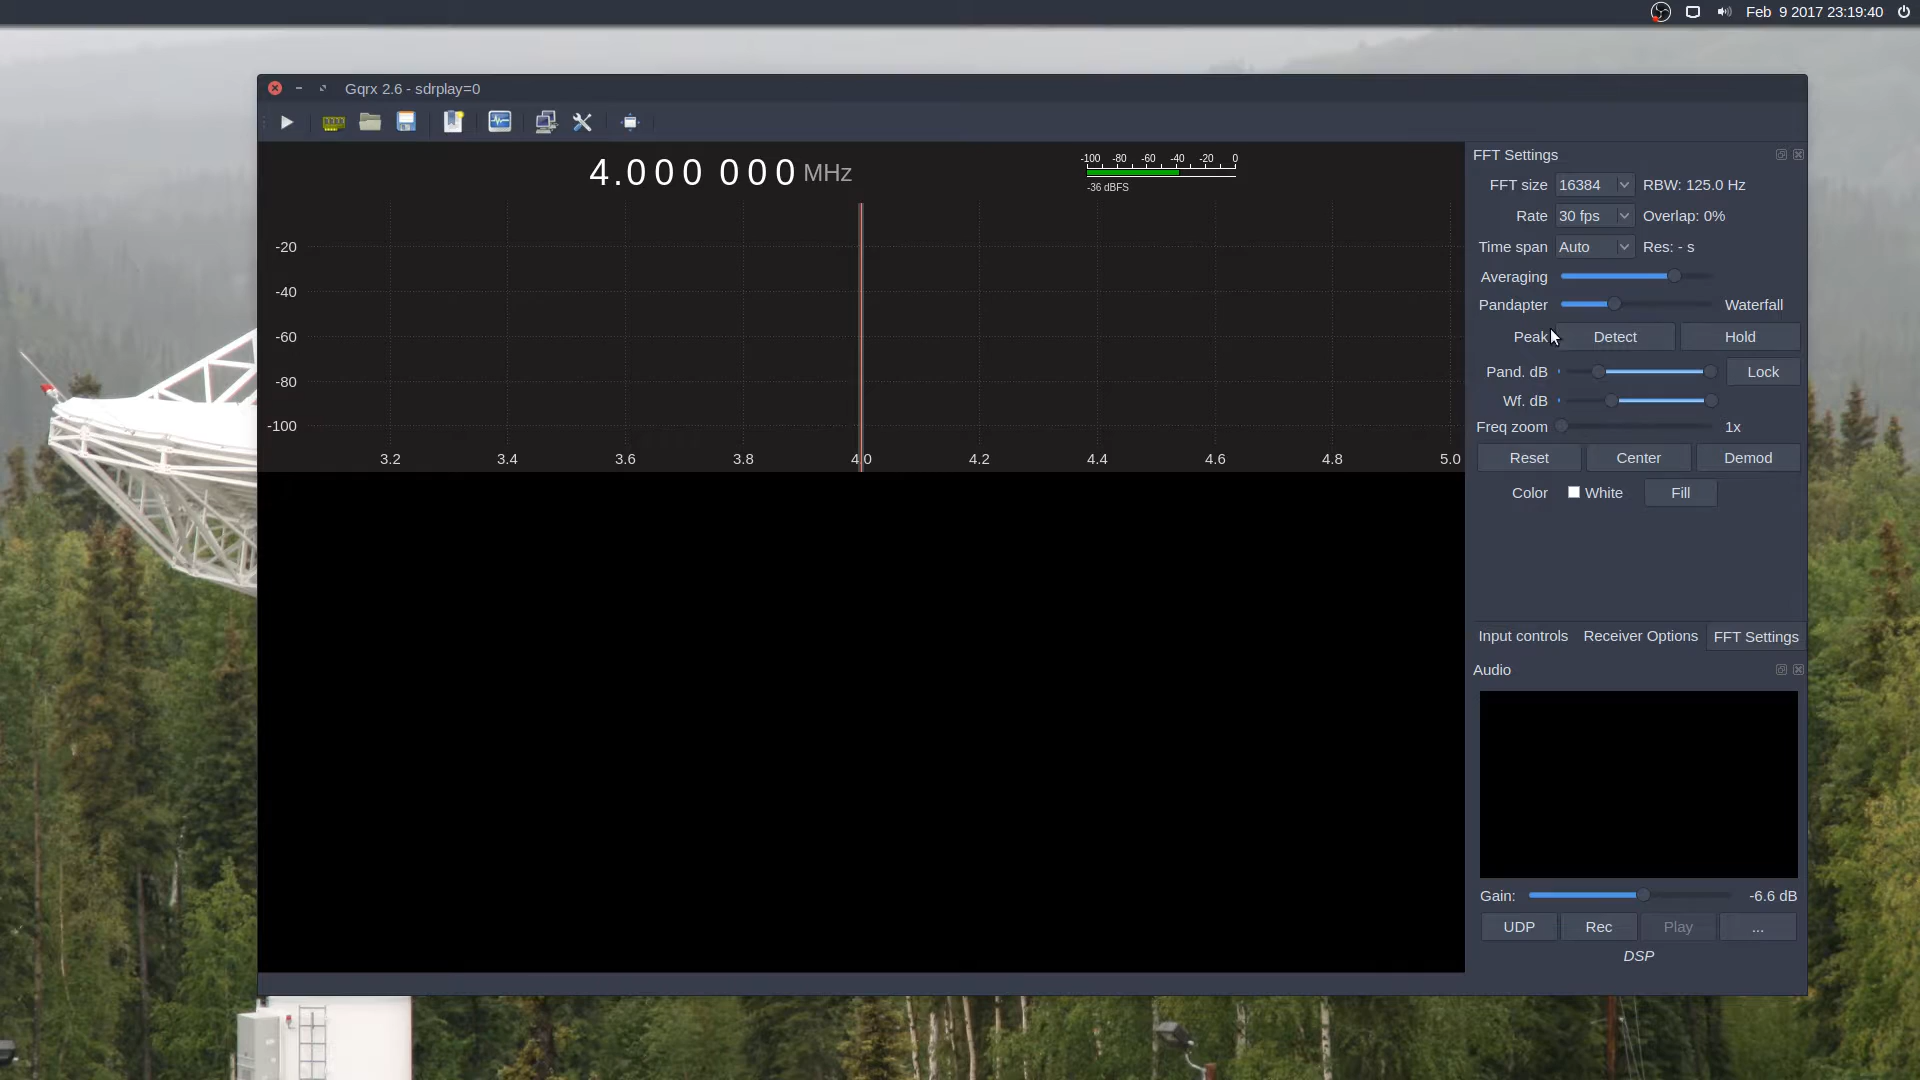 Feb 9 2017 23:19:40
Gqrx 2.6 - sdrplay=0
4.000 000 MHz
-100 -80 -60 -40 -20 0
-36 dBFS
-20
-40
-60
-80
-100
3.2 3.4 3.6 3.8 4.0 4.2 4.4 4.6 4.8 5.0
FFT Settings
FFT size 16384 RBW: 125.0 Hz
Rate 30 fps Overlap: 0%
Time span Auto Res: - s
Averaging
Pandapter Waterfall
Peak Detect Hold
Pand. dB Lock
Wf. dB
Freq zoom 1x
Reset Center Demod
Color White Fill
Input controls Receiver Options FFT Settings
Audio
Gain: -6.6 dB
UDP Rec Play ...
DSP